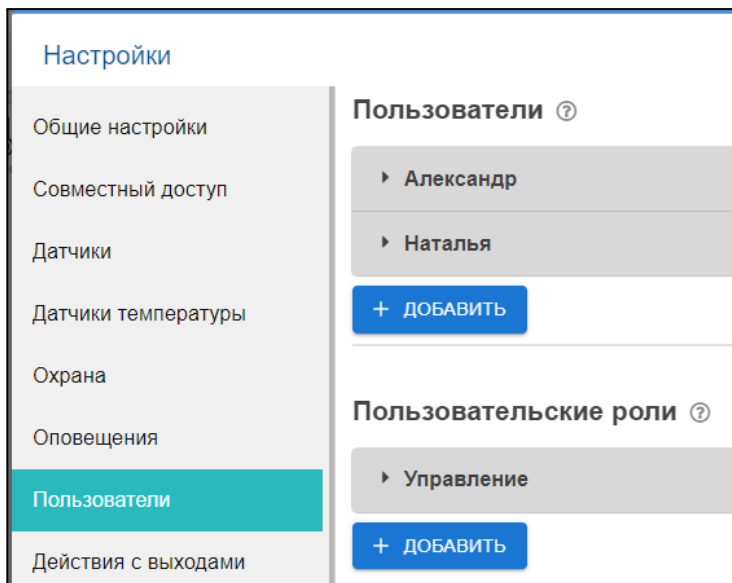 Настройки
Общие настройки
Совместный доступ
Датчики
Датчики температуры
Охрана
Оповещения
Пользователи
Действия с выходами
Пользователи ?
Александр
Наталья
+ ДОБАВИТЬ
Пользовательские роли ?
Управление
+ ДОБАВИТЬ